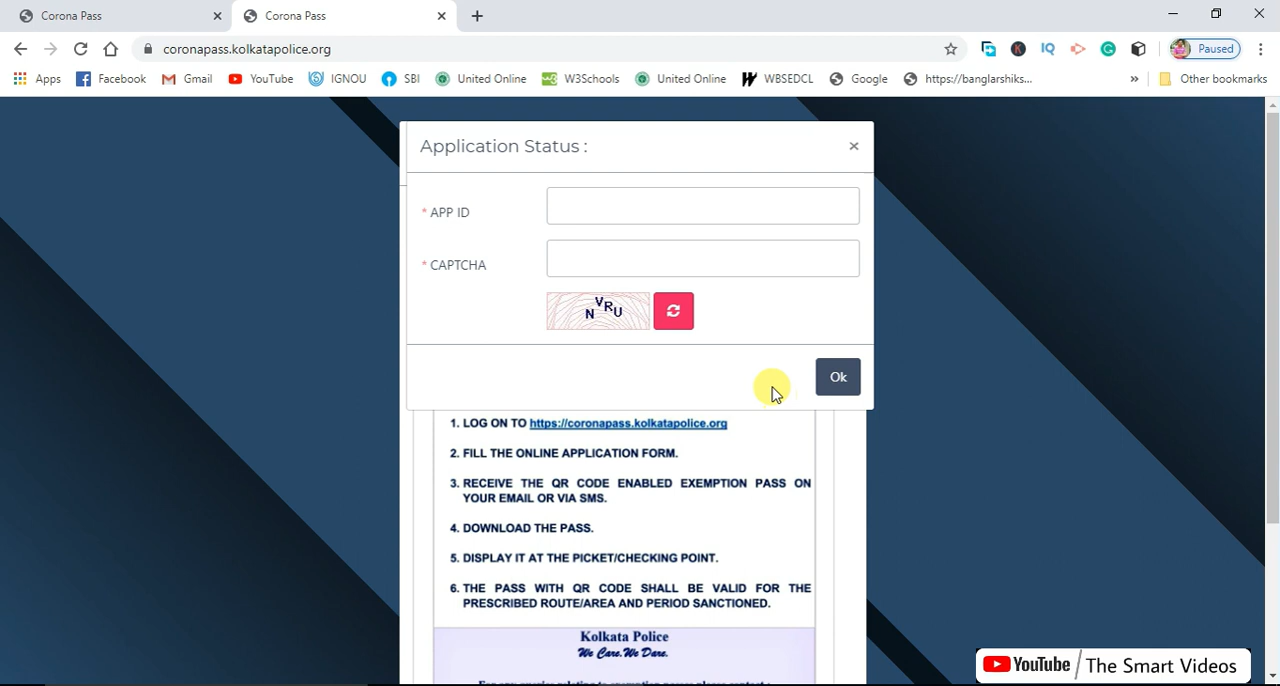 Corona Pass
Corona Pass
coronapass.kolkatapolice.org
Paused
Apps Facebook Gmail YouTube IGNOU SBI United Online W3Schools United Online WBSEDCL Google https://banglarshiks... » Other bookmarks
Application Status :
* APP ID
* CAPTCHA
NVRU
Ok
1. LOG ON TO https://coronapass.kolkatapolice.org
2. FILL THE ONLINE APPLICATION FORM.
3. RECEIVE THE QR CODE ENABLED EXEMPTION PASS ON
YOUR EMAIL OR VIA SMS.
4. DOWNLOAD THE PASS.
5. DISPLAY IT AT THE PICKET/CHECKING POINT.
6. THE PASS WITH QR CODE SHALL BE VALID FOR THE
PRESCRIBED ROUTE/AREA AND PERIOD SANCTIONED.
Kolkata Police
We Care. We Dare.
YouTube The Smart Videos